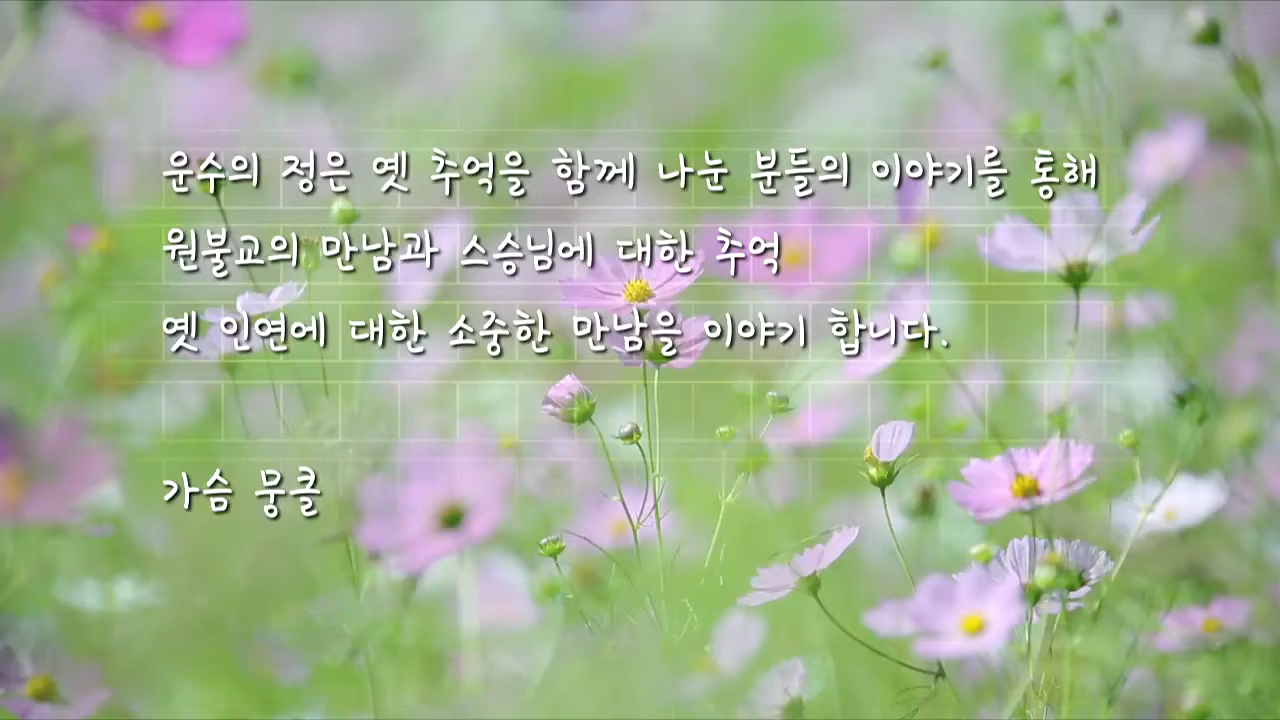 운수의 정은 옛 추억을 함께 나눈 분들의 이야기를 통해
원불교의 만남과 스승님에 대한 추억
옛 인연에 대한 소중한 만남을 이야기 합니다.
가슴 뭉클